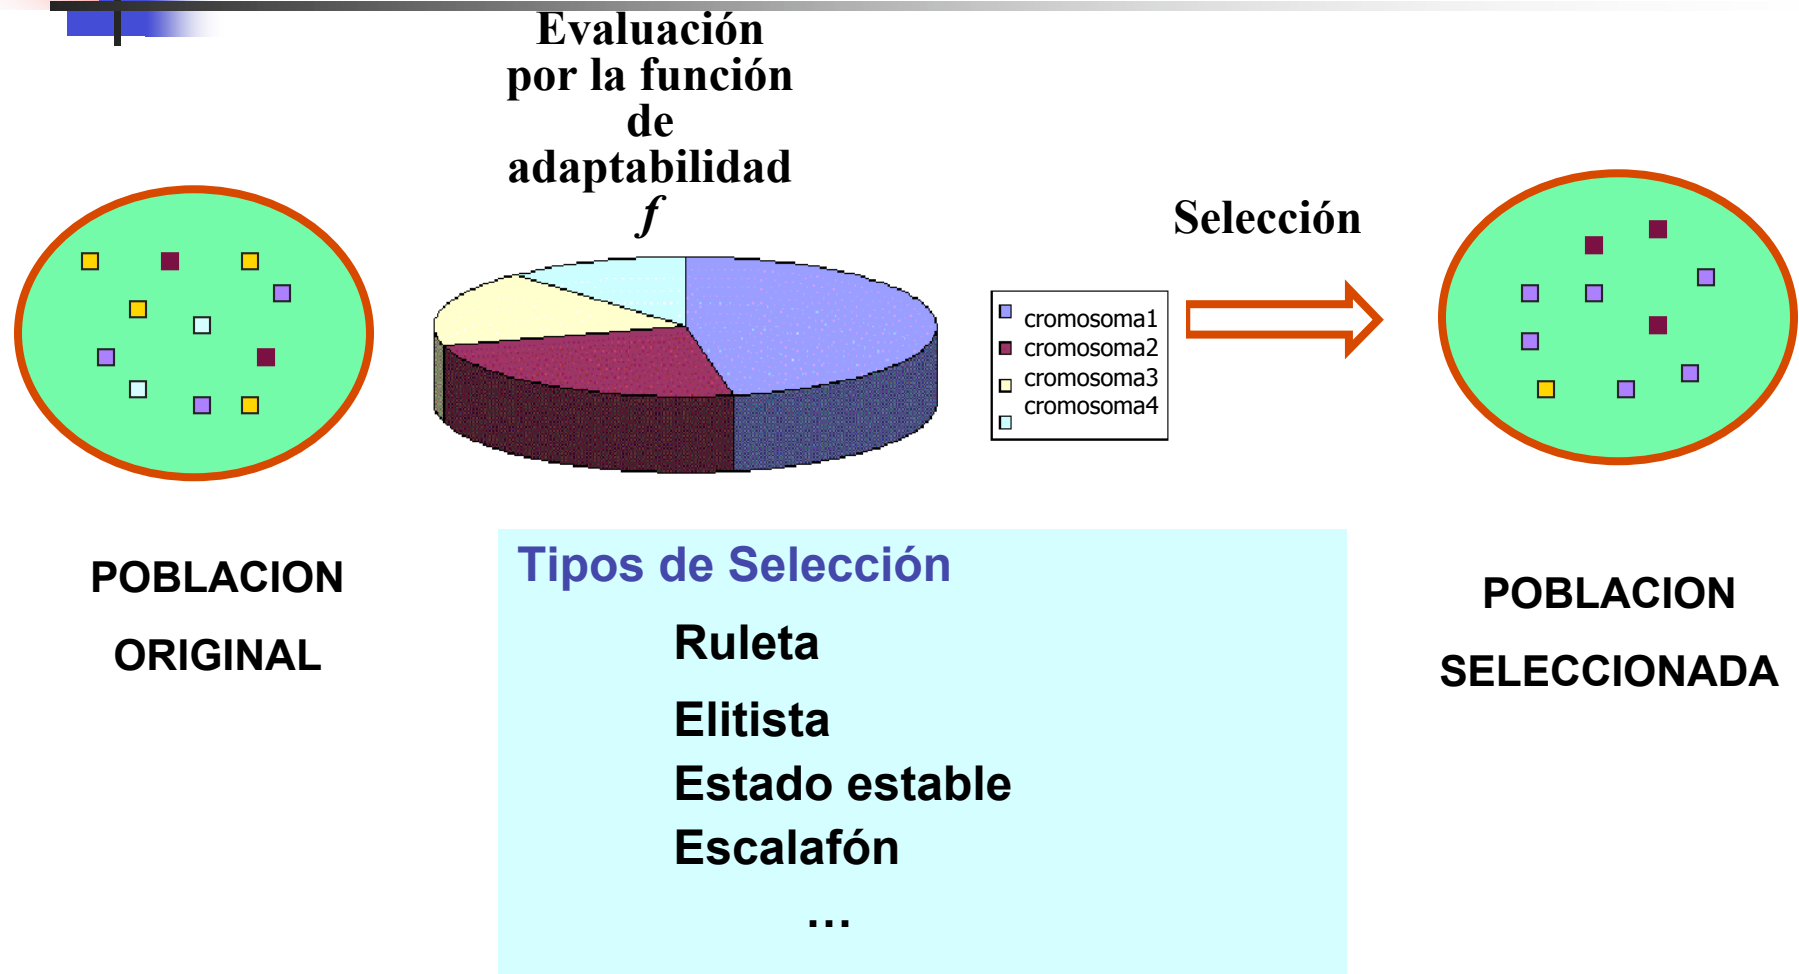 Evaluación
por la función
de
adaptabilidad
f
Selección
cromosoma1
cromosoma2
cromosoma3
cromosoma4
POBLACION
ORIGINAL
Tipos de Selección
Ruleta
Elitista
Estado estable
Escalafón
…
POBLACION
SELECCIONADA